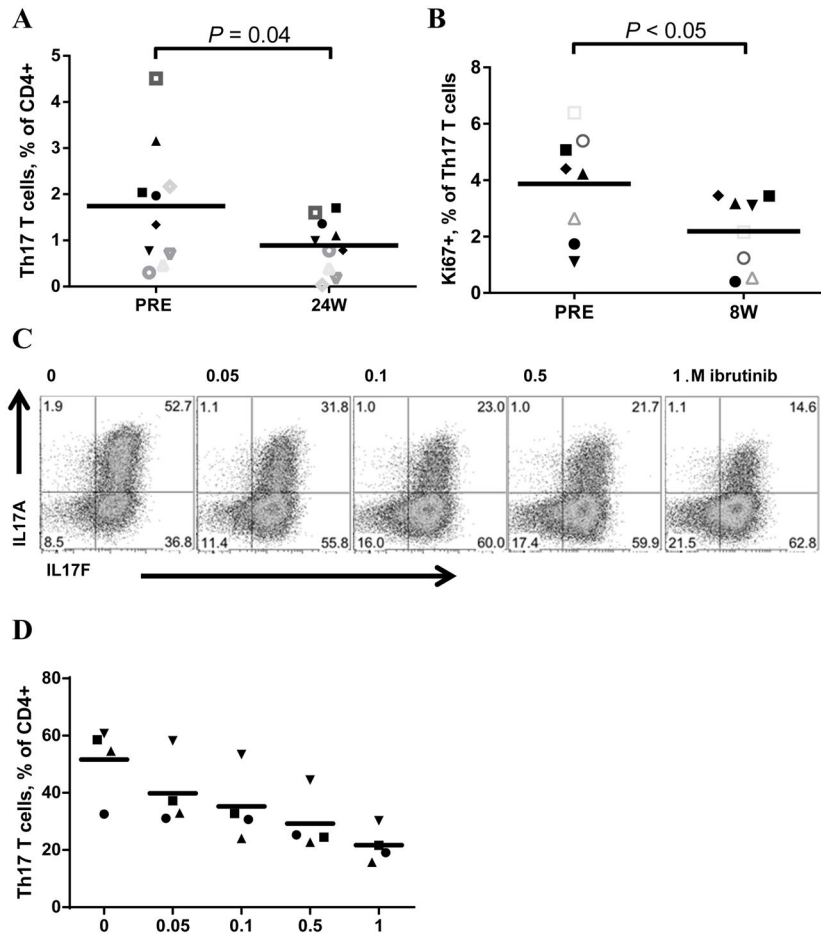 A
P = 0.04
Th17 T cells, % of CD4+
5
4
3
2
1
0
PRE
24W
B
P < 0.05
Ki67+, % of Th17 T cells
8
6
4
2
0
PRE
8W
C
0
0.05
0.1
0.5
1 .M ibrutinib
IL17A
1.9
52.7
8.5
36.8
1.1
31.8
11.4
55.8
1.0
23.0
16.0
60.0
1.0
21.7
17.4
59.9
1.1
14.6
21.5
62.8
IL17F
D
Th17 T cells, % of CD4+
80
60
40
20
0
0
0.05
0.1
0.5
1